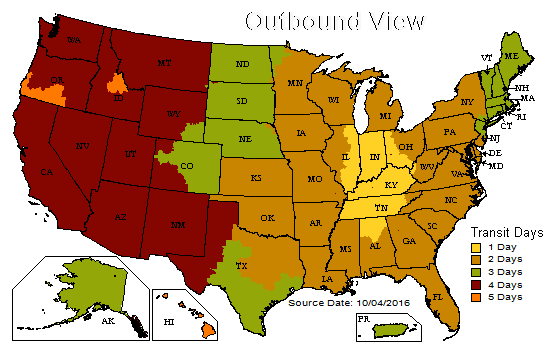 Outbound View
WA
MT
ND
MN
VT
ME
OR
ID
SD
WI
MI
NY
NH
MA
RI
CT
WY
NE
IA
PA
NJ
NV
UT
CO
IL
IN
OH
DE
MD
CA
KS
MO
KY
WV
VA
AZ
NM
OK
AR
TN
NC
SC
TX
LA
MS
AL
GA
FL
Transit Days
1 Day
2 Days
3 Days
4 Days
5 Days
Source Date: 10/04/2016
AK
HI
PR